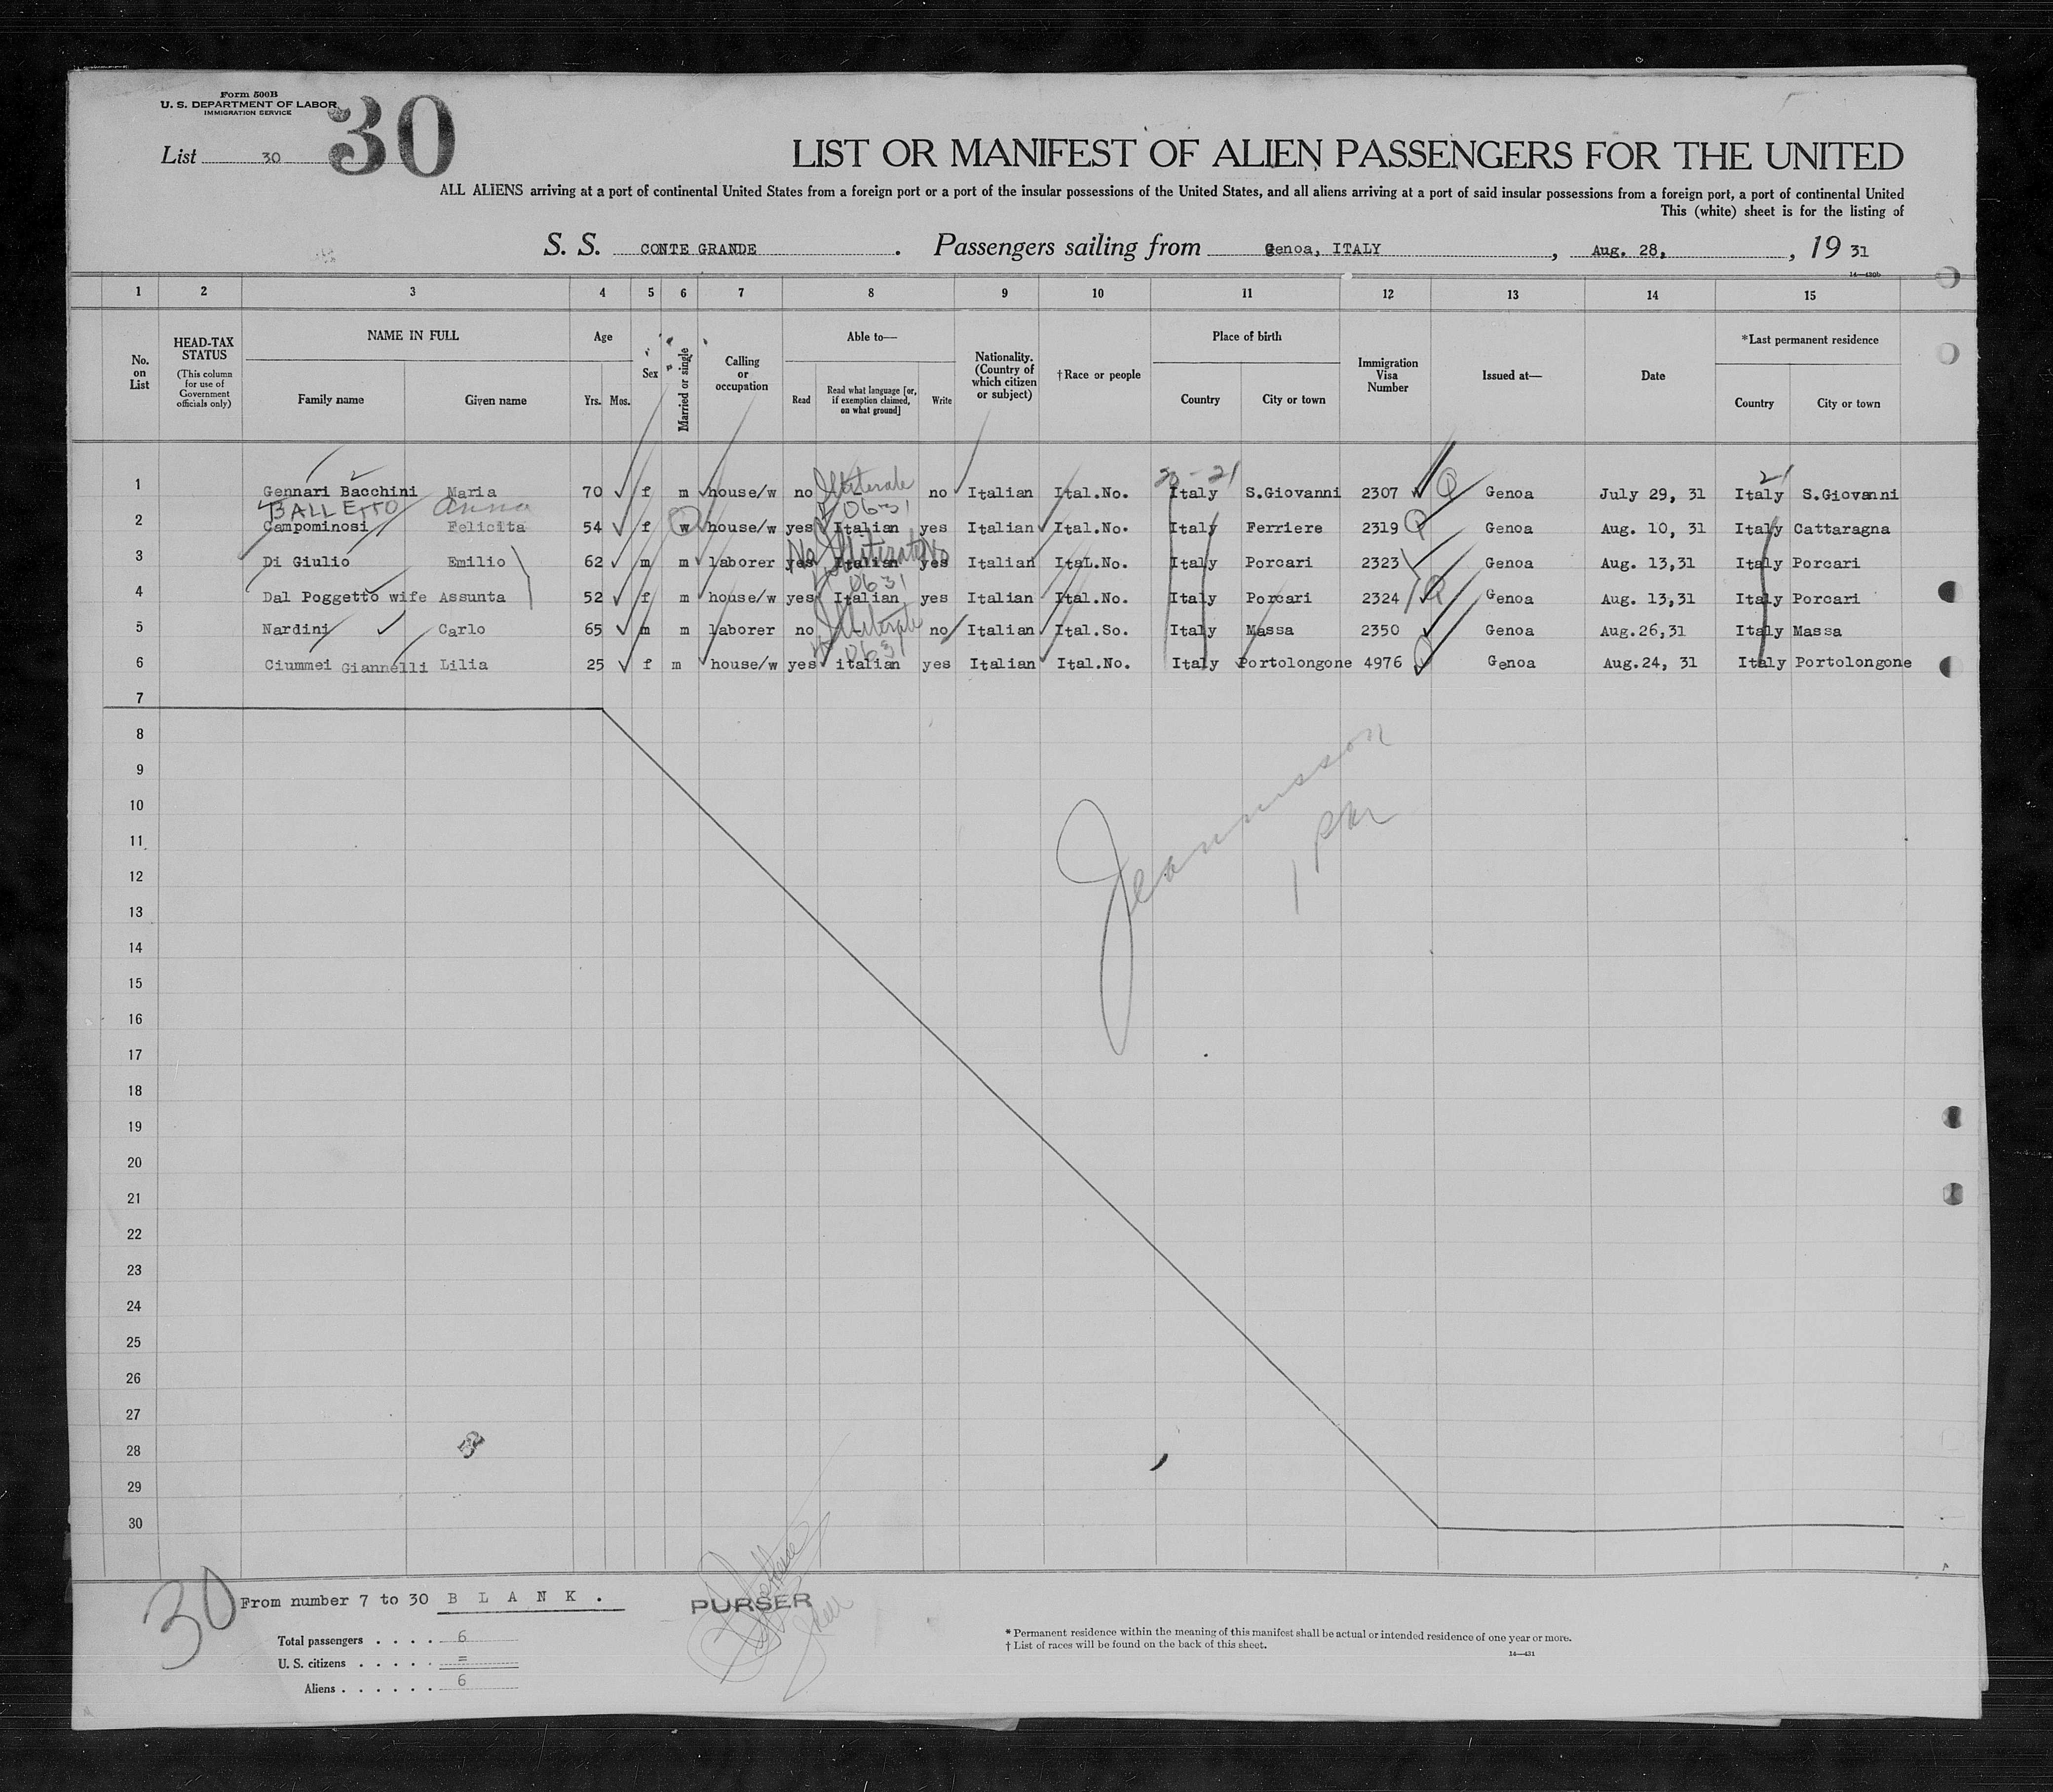 Form 500B
U. S. DEPARTMENT OF LABOR
IMMIGRATION SERVICE
30
List 30
LIST OR MANIFEST OF ALIEN PASSENGERS FOR THE UNITED
ALL ALIENS arriving at a port of continental United States from a foreign port or a port of the insular possessions of the United States, and all aliens arriving at a port of said insular possessions from a foreign port, a port of continental United
This (white) sheet is for the listing of
S. S. CONTE GRANDE . Passengers sailing from Genoa, ITALY , Aug. 28, , 19 31
14—430b
1 2 3 4 5 6 7 8 9 10 11 12 13 14 15
No. on List
HEAD-TAX STATUS
(This column for use of Government officials only)
NAME IN FULL
Family name Given name
Age
Yrs. Mos.
Sex
Married or single
Calling or occupation
Able to—
Read
Read what language [or, if exemption claimed, on what ground]
Write
Nationality. (Country of which citizen or subject)
†Race or people
Place of birth
Country City or town
Immigration Visa Number
Issued at—
Date
*Last permanent residence
Country City or town
Illiterate 20-21 21
1 Gennari Bacchini Maria 70 f m house/w no no Italian Ital.No. Italy S.Giovanni 2307 Genoa July 29, 31 Italy S.Giovanni
BALLETTO Anna 0631
2 Campominosi Felicita 54 f w house/w yes Italian yes Italian Ital.No. Italy Ferriere 2319 Genoa Aug. 10, 31 Italy Cattaragna
No Illiterate No
3 Di Giulio Emilio 62 m m laborer yes Italian yes Italian ItaL.No. Italy Porcari 2323 Genoa Aug. 13,31 Italy Porcari
0631
4 Dal Poggetto wife Assunta 52 f m house/w yes Italian yes Italian Ital.No. Italy Porcari 2324 Genoa Aug. 13,31 Italy Porcari
Illiterate
5 Nardini Carlo 65 m m laborer no no Italian Ital.So. Italy Massa 2350 Genoa Aug.26,31 Italy Massa
0631
6 Ciummei Giannelli Lilia 25 f m house/w yes italian yes Italian Ital.No. Italy Portolongone 4976 Genoa Aug.24, 31 Italy Portolongone
7
8
9
10
11
12
13
14
15
16
17
18
19
20
21
22
23
24
25
26
27
28
29
30
1 PM
30
From number 7 to 30 B L A N K .
PURSER
Total passengers . . . . 6
U. S. citizens . . . . . =
Aliens . . . . . . 6
* Permanent residence within the meaning of this manifest shall be actual or intended residence of one year or more.
† List of races will be found on the back of this sheet.
14—431